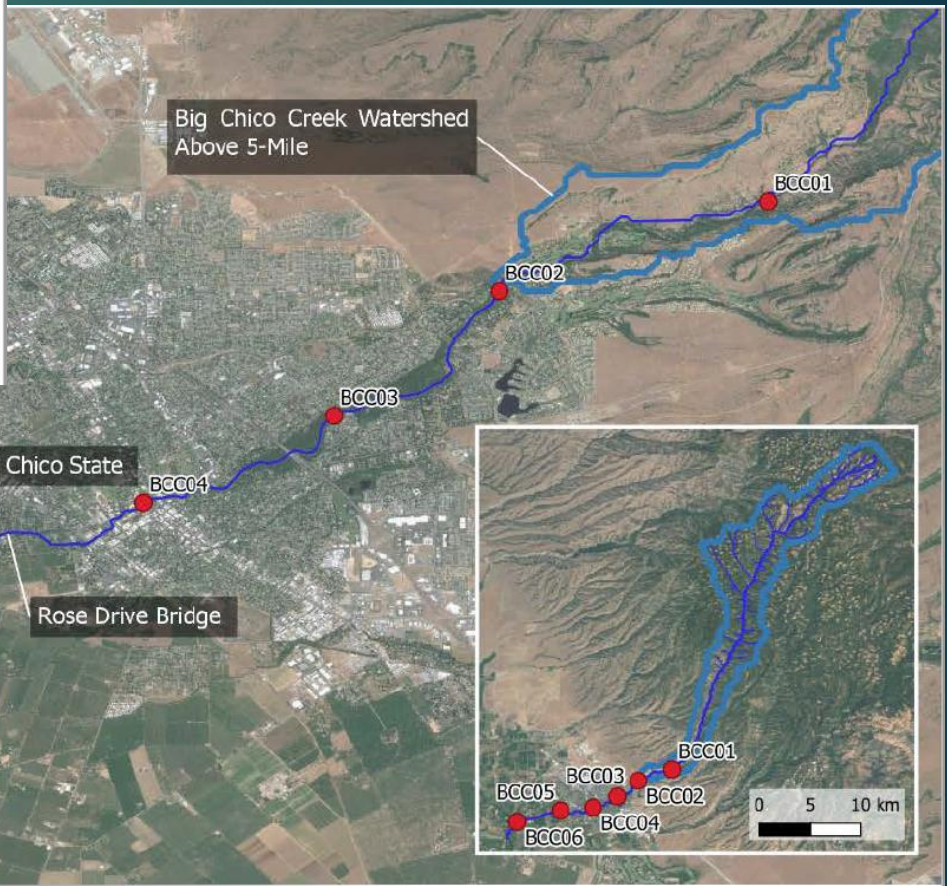 Big Chico Creek Watershed
Above 5-Mile
BCC01
BCC02
BCC03
Chico State
BCC04
Rose Drive Bridge
BCC01
BCC03
BCC02
BCC05
BCC04
BCC06
0 5 10 km